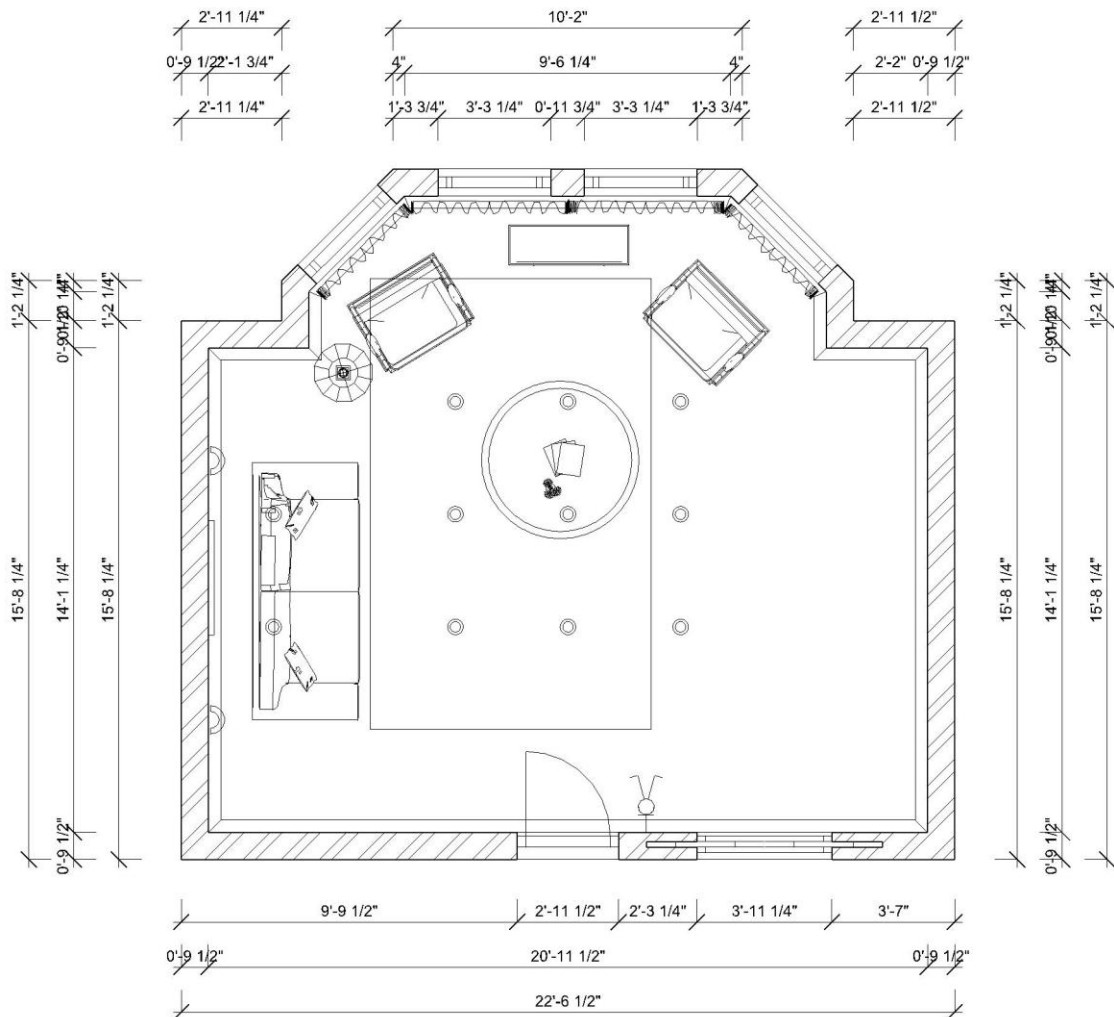 2'-11 1/4" 10'-2" 2'-11 1/2"
0'-9 1/2" 2'-1 3/4" 4" 9'-6 1/4" 4" 2'-2" 0'-9 1/2"
2'-11 1/4" 1'-3 3/4" 3'-3 1/4" 0'-11 3/4" 3'-3 1/4" 1'-3 3/4" 2'-11 1/2"
1'-2 1/4" 1'-2 1/4" 1'-2 1/4" 1'-2 1/4"
15'-8 1/4" 14'-1 1/4" 15'-8 1/4" 15'-8 1/4" 14'-1 1/4" 15'-8 1/4"
0'-9 1/2" 0'-9 1/2"
9'-9 1/2" 2'-11 1/2" 2'-3 1/4" 3'-11 1/4" 3'-7"
0'-9 1/2" 20'-11 1/2" 0'-9 1/2"
22'-6 1/2"